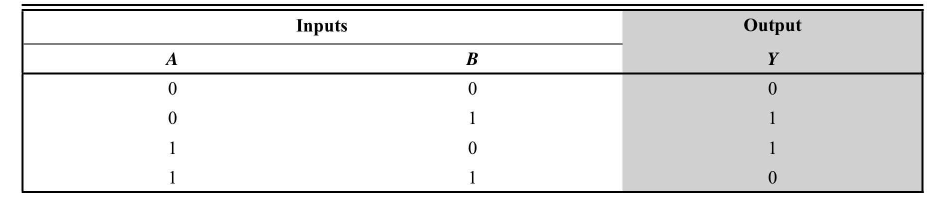 Inputs Output
A B Y
0 0 0
0 1 1
1 0 1
1 1 0